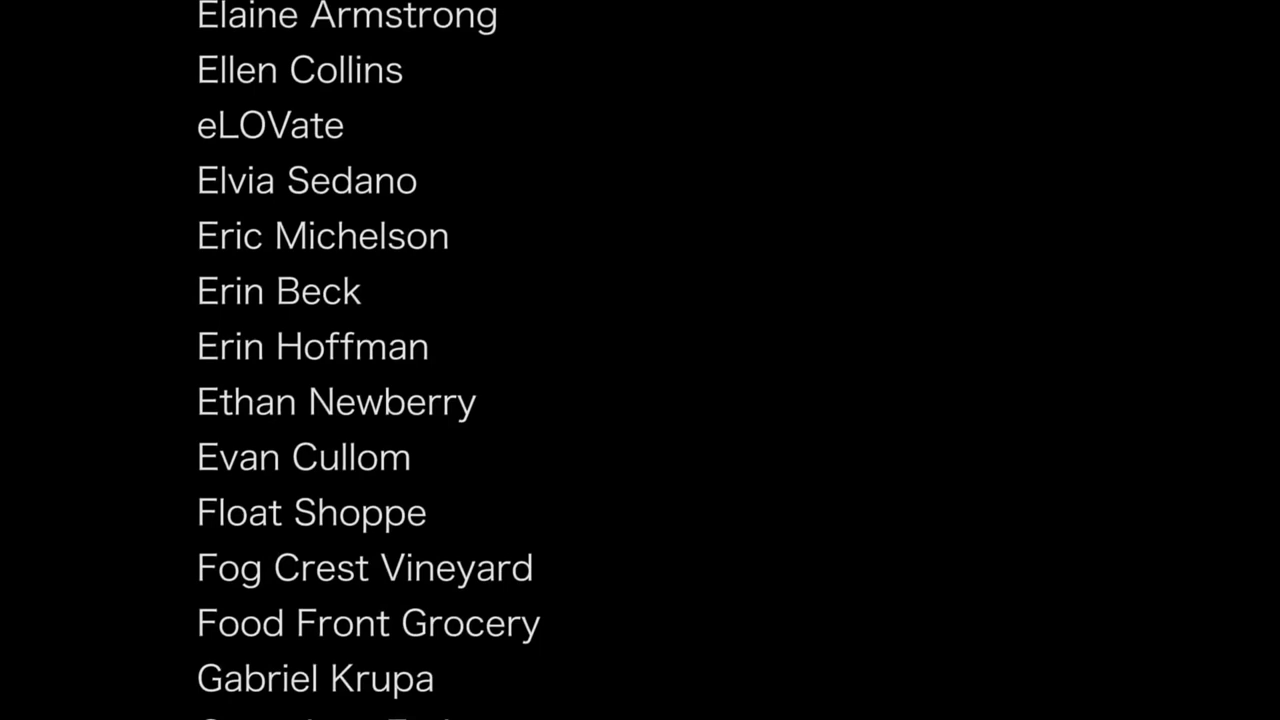 Elaine Armstrong
Ellen Collins
eLOVate
Elvia Sedano
Eric Michelson
Erin Beck
Erin Hoffman
Ethan Newberry
Evan Cullom
Float Shoppe
Fog Crest Vineyard
Food Front Grocery
Gabriel Krupa